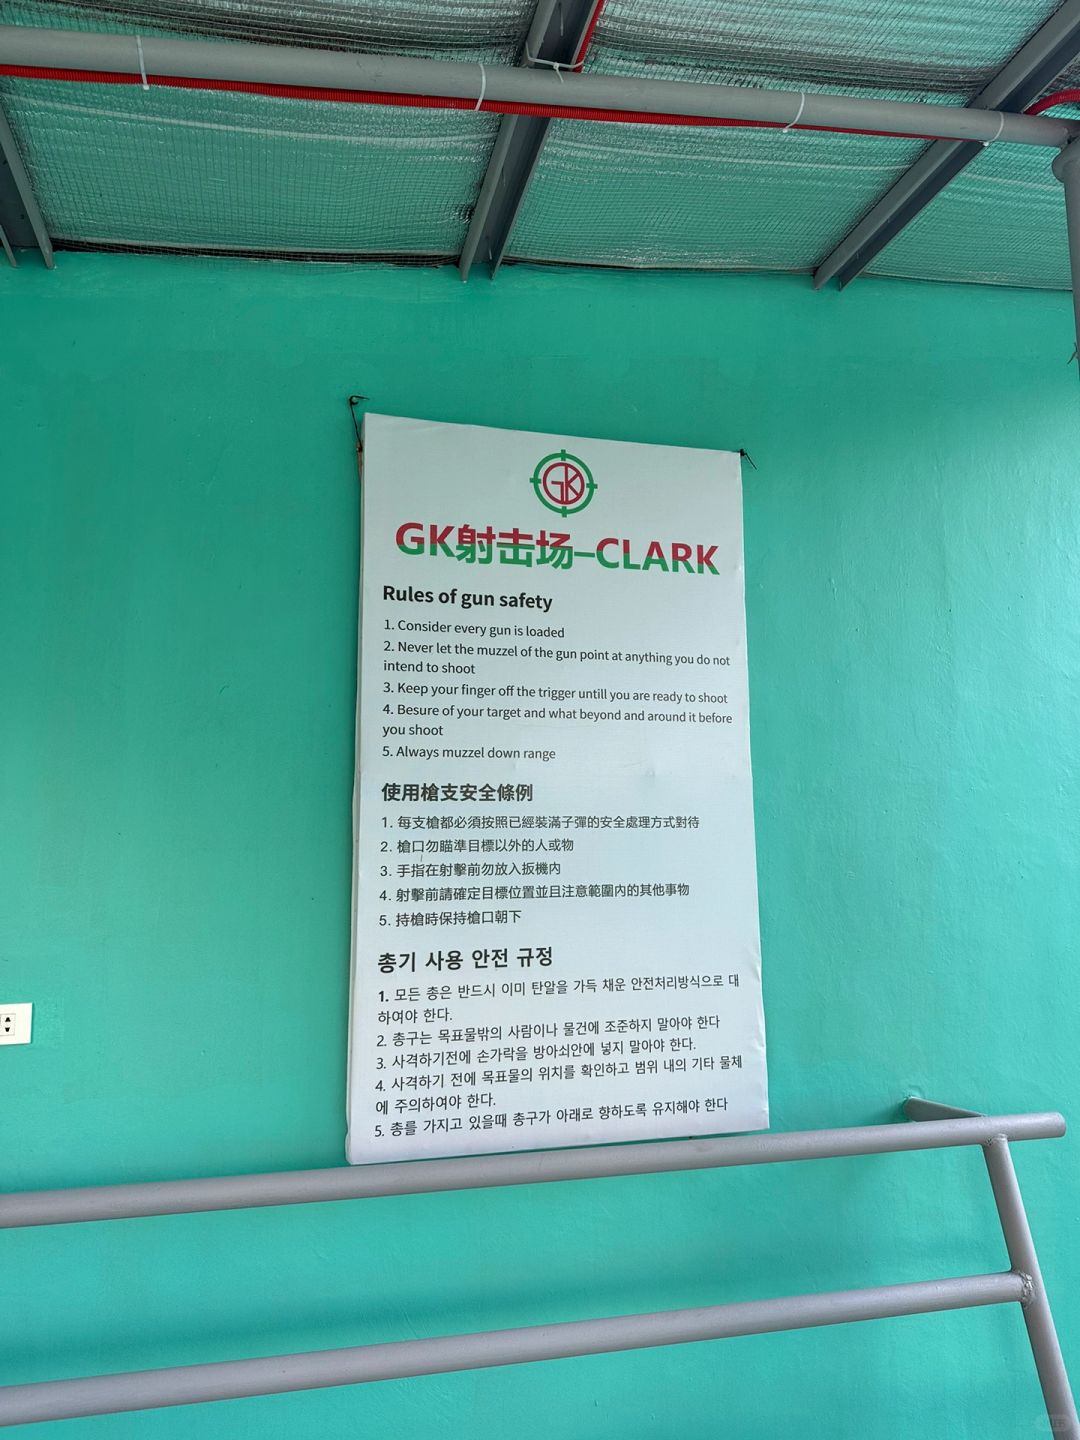 GK
GK射击场–CLARK
Rules of gun safety
1. Consider every gun is loaded
2. Never let the muzzel of the gun point at anything you do not
intend to shoot
3. Keep your finger off the trigger untill you are ready to shoot
4. Besure of your target and what beyond and around it before
you shoot
5. Always muzzel down range
使用槍支安全條例
1. 每支槍都必須按照已經裝滿子彈的安全處理方式對待
2. 槍口勿瞄準目標以外的人或物
3. 手指在射擊前勿放入扳機內
4. 射擊前請確定目標位置並且注意範圍內的其他事物
5. 持槍時保持槍口朝下
총기 사용 안전 규정
1. 모든 총은 반드시 이미 탄알을 가득 채운 안전처리방식으로 대
하여야 한다.
2. 총구는 목표물밖의 사람이나 물건에 조준하지 말아야 한다
3. 사격하기전에 손가락을 방아쇠안에 넣지 말아야 한다.
4. 사격하기 전에 목표물의 위치를 확인하고 범위 내의 기타 물체
에 주의하여야 한다.
5. 총를 가지고 있을때 총구가 아래로 향하도록 유지해야 한다